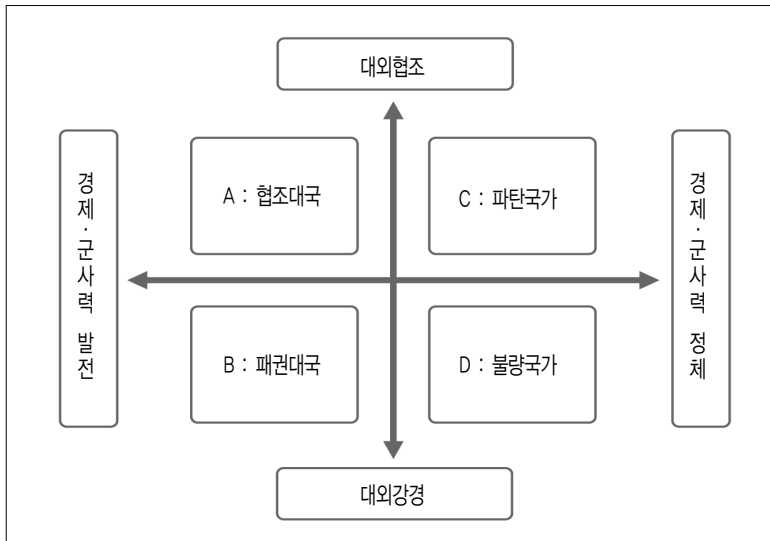 대외협조
경제·군사력 발전
A : 협조대국
C : 파탄국가
경제·군사력 정체
B : 패권대국
D : 불량국가
대외강경